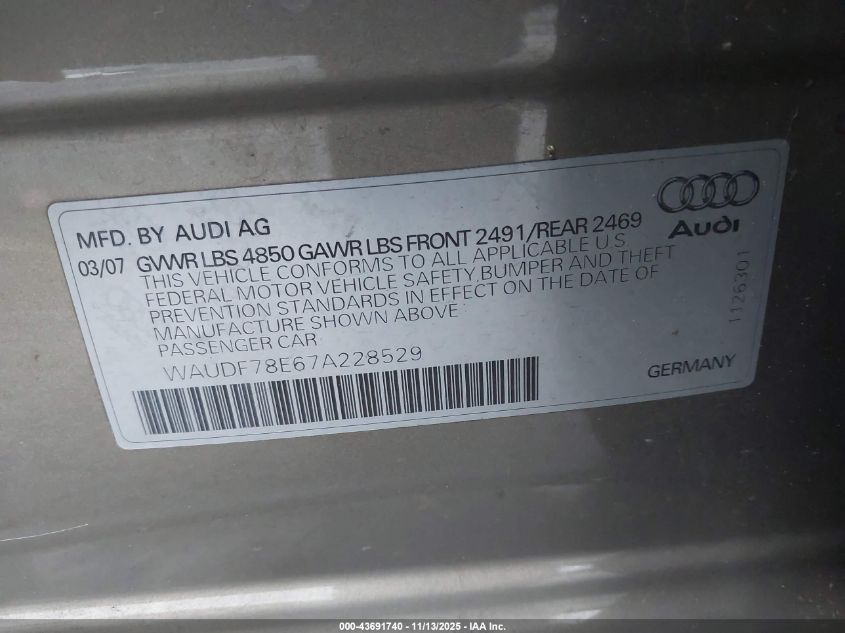 MFD. BY AUDI AG
03/07 GVWR LBS 4850 GAWR LBS FRONT 2491/REAR 2469
THIS VEHICLE CONFORMS TO ALL APPLICABLE U.S.
FEDERAL MOTOR VEHICLE SAFETY BUMPER AND THEFT
PREVENTION STANDARDS IN EFFECT ON THE DATE OF
MANUFACTURE SHOWN ABOVE:
PASSENGER CAR
WAUDF78E67A228529
Audi
1126301
GERMANY
000-43691740 - 11/13/2025 - IAA Inc.